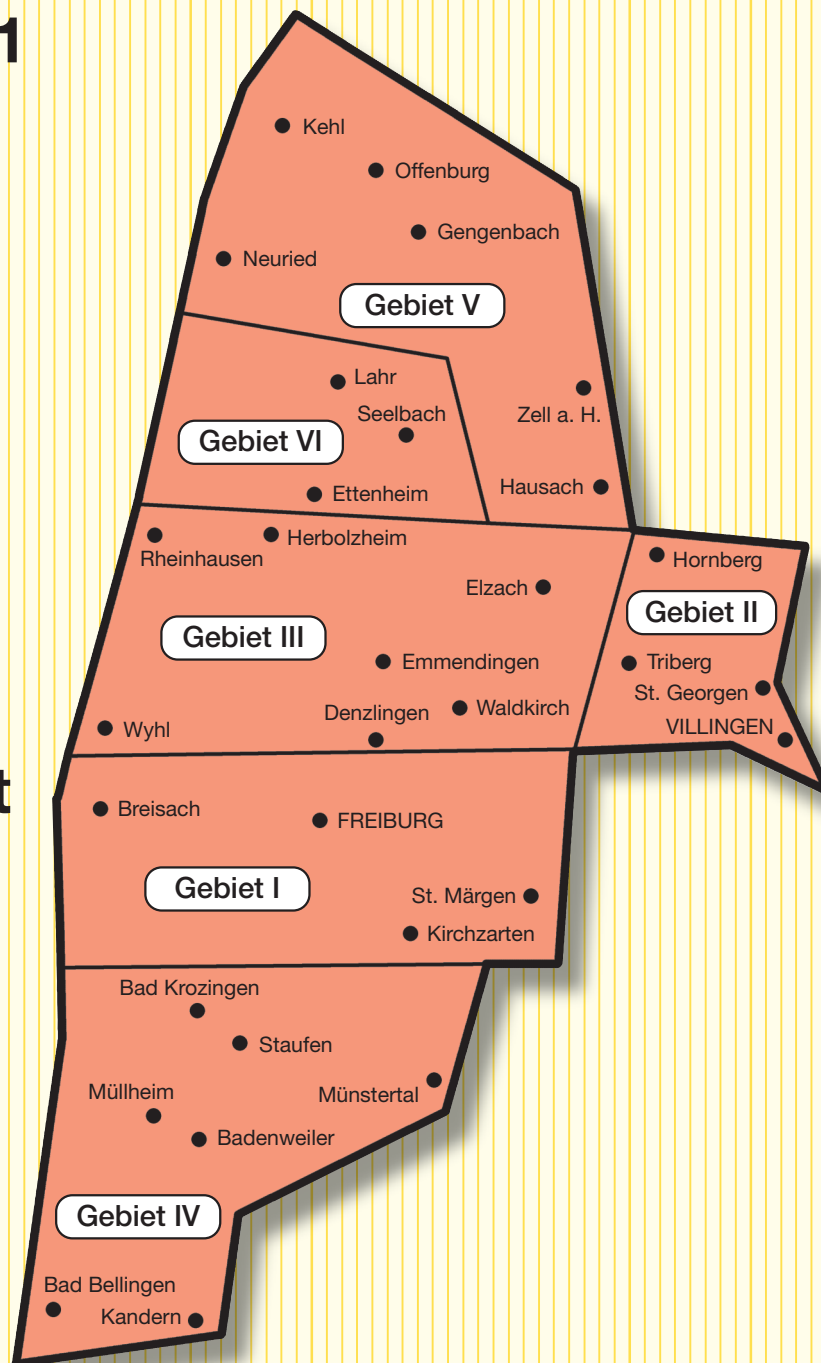 1
Kehl
Offenburg
Gengenbach
Neuried
Gebiet V
Lahr
Seelbach
Zell a. H.
Gebiet VI
Hausach
Ettenheim
Herbolzheim
Rheinhausen
Hornberg
Elzach
Gebiet II
Gebiet III
Emmendingen
Triberg
St. Georgen
Waldkirch
Denzlingen
VILLINGEN
Wyhl
t
Breisach
FREIBURG
Gebiet I
St. Märgen
Kirchzarten
Bad Krozingen
Staufen
Müllheim
Münstertal
Badenweiler
Gebiet IV
Bad Bellingen
Kandern